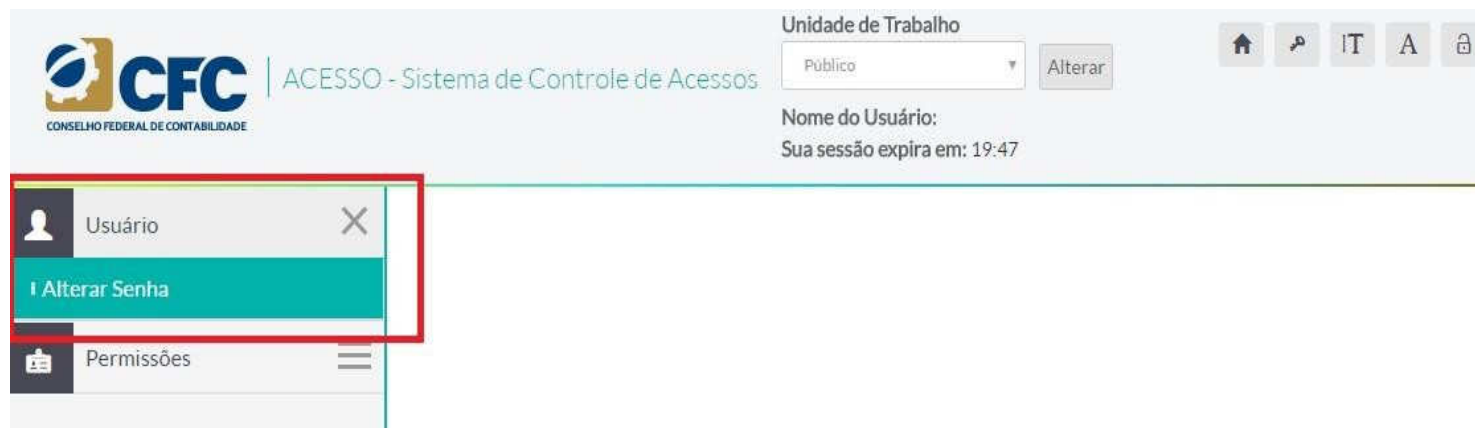 CFC
CONSELHO FEDERAL DE CONTABILIDADE
ACESSO - Sistema de Controle de Acessos
Unidade de Trabalho
Público
Alterar
Nome do Usuário:
Sua sessão expira em: 19:47
Usuário
Alterar Senha
Permissões